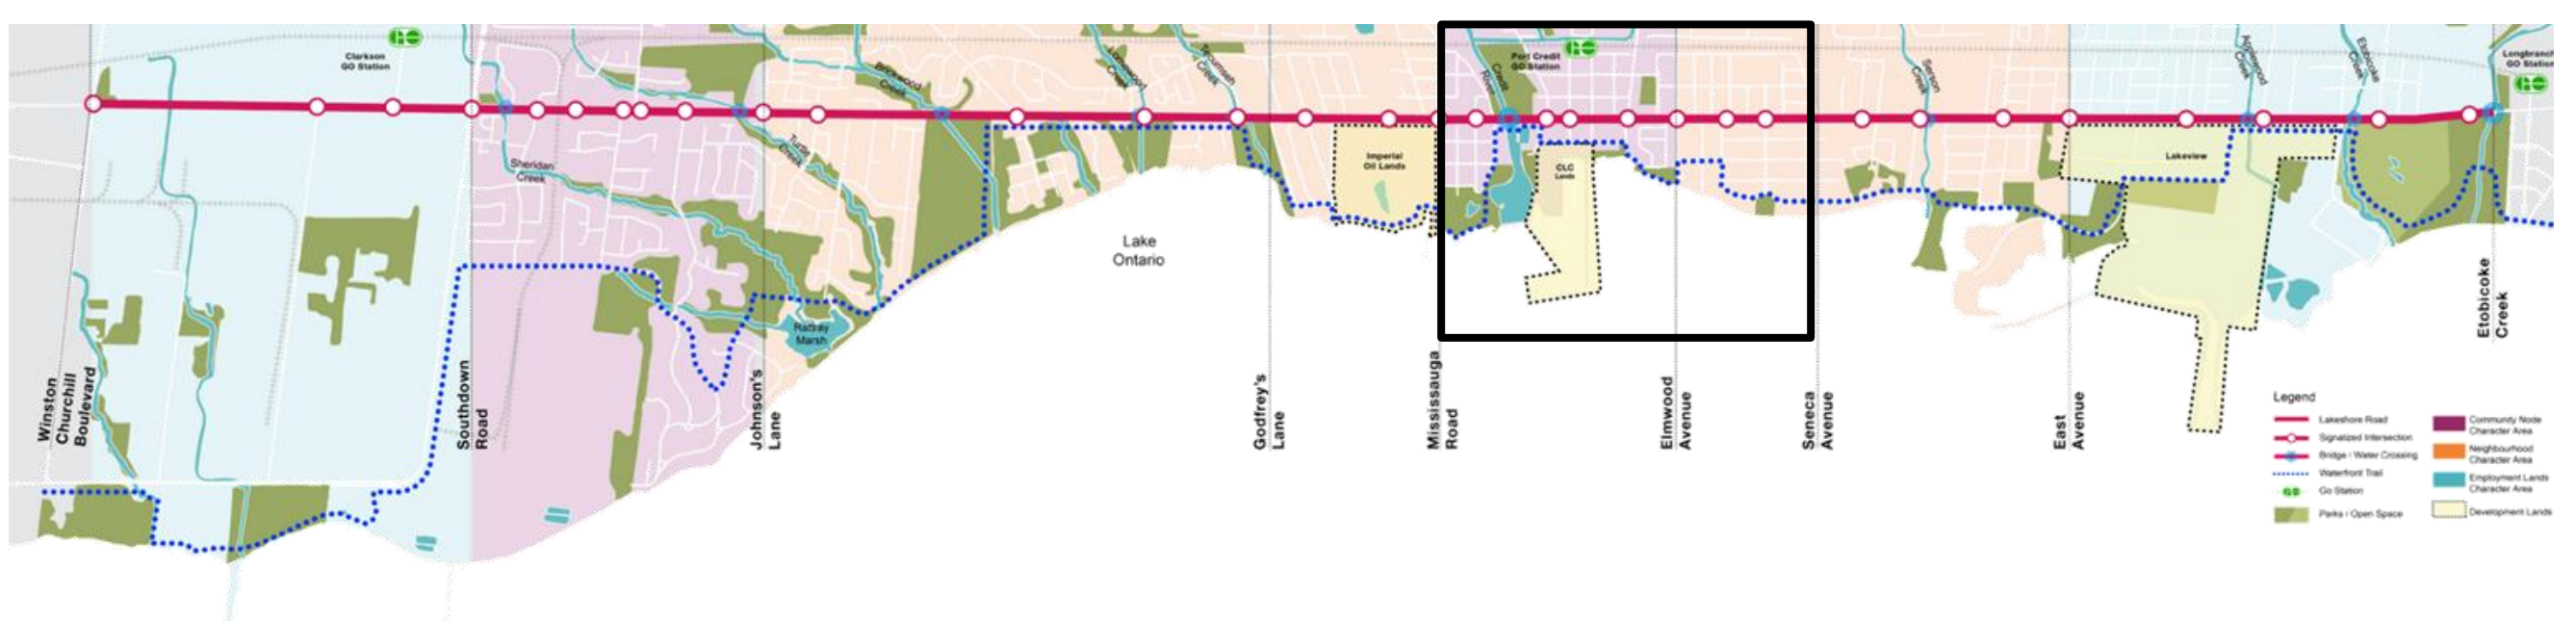 Clarkson
GO Station
Brickwood
Creek
Lornewood
Creek
Tecumseh
Creek
Credit
River
Port Credit
GO Station
Serson
Creek
Applewood
Creek
Etobicoke
Creek
Longbranch
GO Station
Sheridan
Creek
Turtle
Creek
Imperial
Oil Lands
CLC
Lands
Lakeview
Lake
Ontario
Rattray
Marsh
Winston
Churchill
Boulevard
Southdown
Road
Johnson's
Lane
Godfrey's
Lane
Mississauga
Road
Elmwood
Avenue
Seneca
Avenue
East
Avenue
Etobicoke
Creek
Legend
Lakeshore Road
Signalized Intersection
Bridge / Water Crossing
Waterfront Trail
Go Station
Parks / Open Space
Community Node
Character Area
Neighbourhood
Character Area
Employment Lands
Character Area
Development Lands